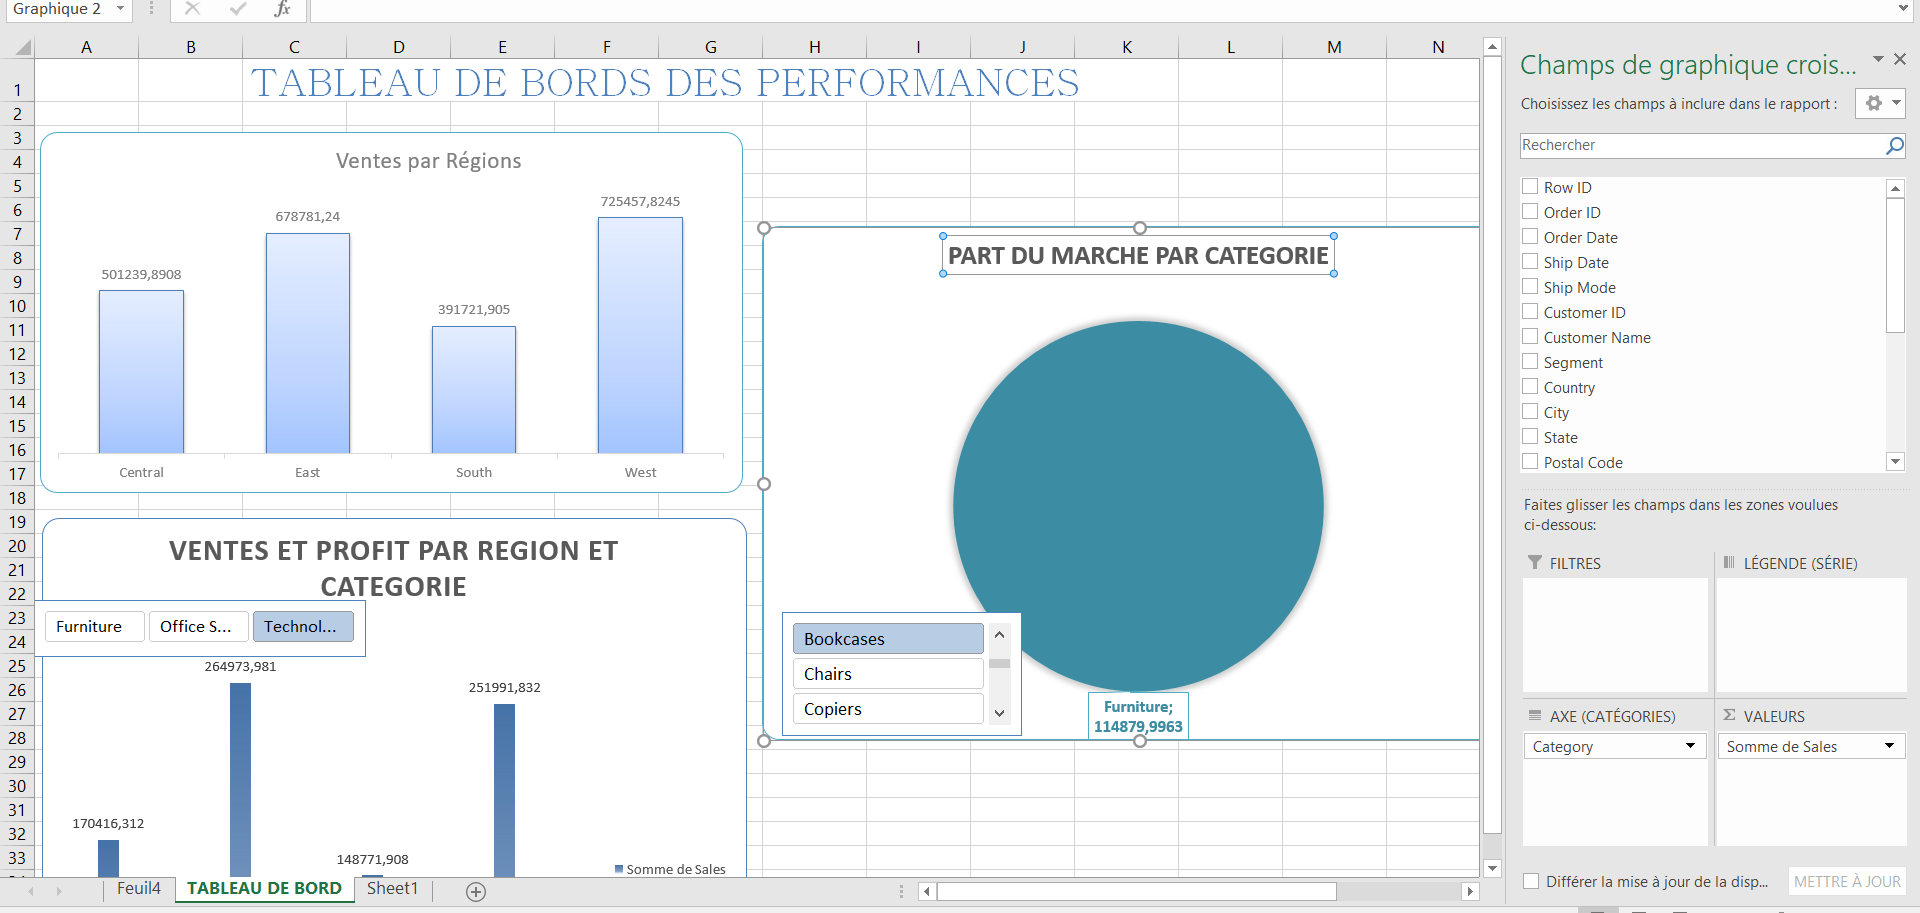 Graphique 2
fx
A B C D E F G H I J K L M N
1
2
3
4
5
6
7
8
9
10
11
12
13
14
15
16
17
18
19
20
21
22
23
24
25
26
27
28
29
30
31
32
33
TABLEAU DE BORDS DES PERFORMANCES
Ventes par Régions
501239,8908
678781,24
391721,905
725457,8245
Central East South West
VENTES ET PROFIT PAR REGION ET
CATEGORIE
Furniture Office S... Technol...
170416,312
264973,981
148771,908
251991,832
Somme de Sales
PART DU MARCHE PAR CATEGORIE
Bookcases
Chairs
Copiers
Furniture;
114879,9963
Feuil4 TABLEAU DE BORD Sheet1
Champs de graphique crois...
Choisissez les champs à inclure dans le rapport :
Rechercher
Row ID
Order ID
Order Date
Ship Date
Ship Mode
Customer ID
Customer Name
Segment
Country
City
State
Postal Code
Faites glisser les champs dans les zones voulues
ci-dessous:
FILTRES
LÉGENDE (SÉRIE)
AXE (CATÉGORIES)
Σ VALEURS
Category
Somme de Sales
Différer la mise à jour de la disp...
METTRE À JOUR